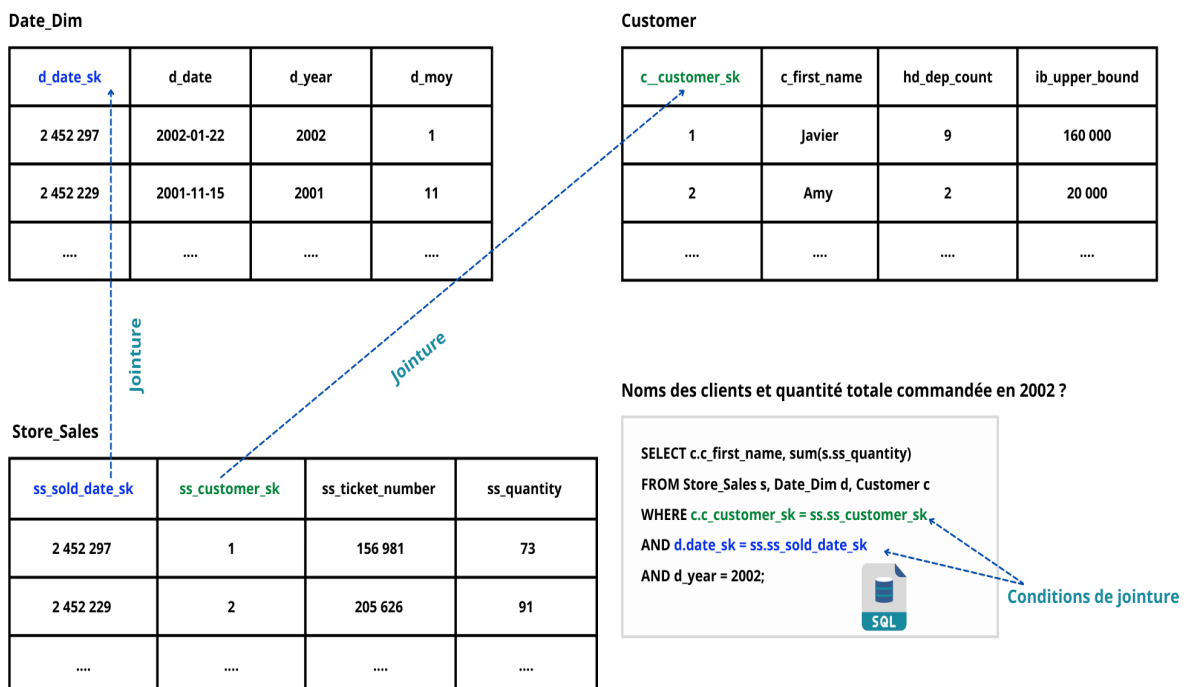 Date_Dim
d_date_sk d_date d_year d_moy
2 452 297 2002-01-22 2002 1
2 452 229 2001-11-15 2001 11
.... .... .... ....
Customer
c__customer_sk c_first_name hd_dep_count ib_upper_bound
1 Javier 9 160 000
2 Amy 2 20 000
.... .... .... ....
Jointure
Jointure
Store_Sales
ss_sold_date_sk ss_customer_sk ss_ticket_number ss_quantity
2 452 297 1 156 981 73
2 452 229 2 205 626 91
.... .... .... ....
Noms des clients et quantité totale commandée en 2002 ?
SELECT c.c_first_name, sum(s.ss_quantity)
FROM Store_Sales s, Date_Dim d, Customer c
WHERE c.c_customer_sk = ss.ss_customer_sk
AND d.date_sk = ss.ss_sold_date_sk
AND d_year = 2002;
SQL
Conditions de jointure